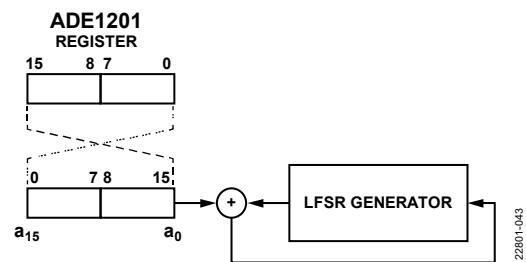 ADE1201
REGISTER
15 8 7 0
0 7 8 15
a15 a0
+
LFSR GENERATOR
22801-043